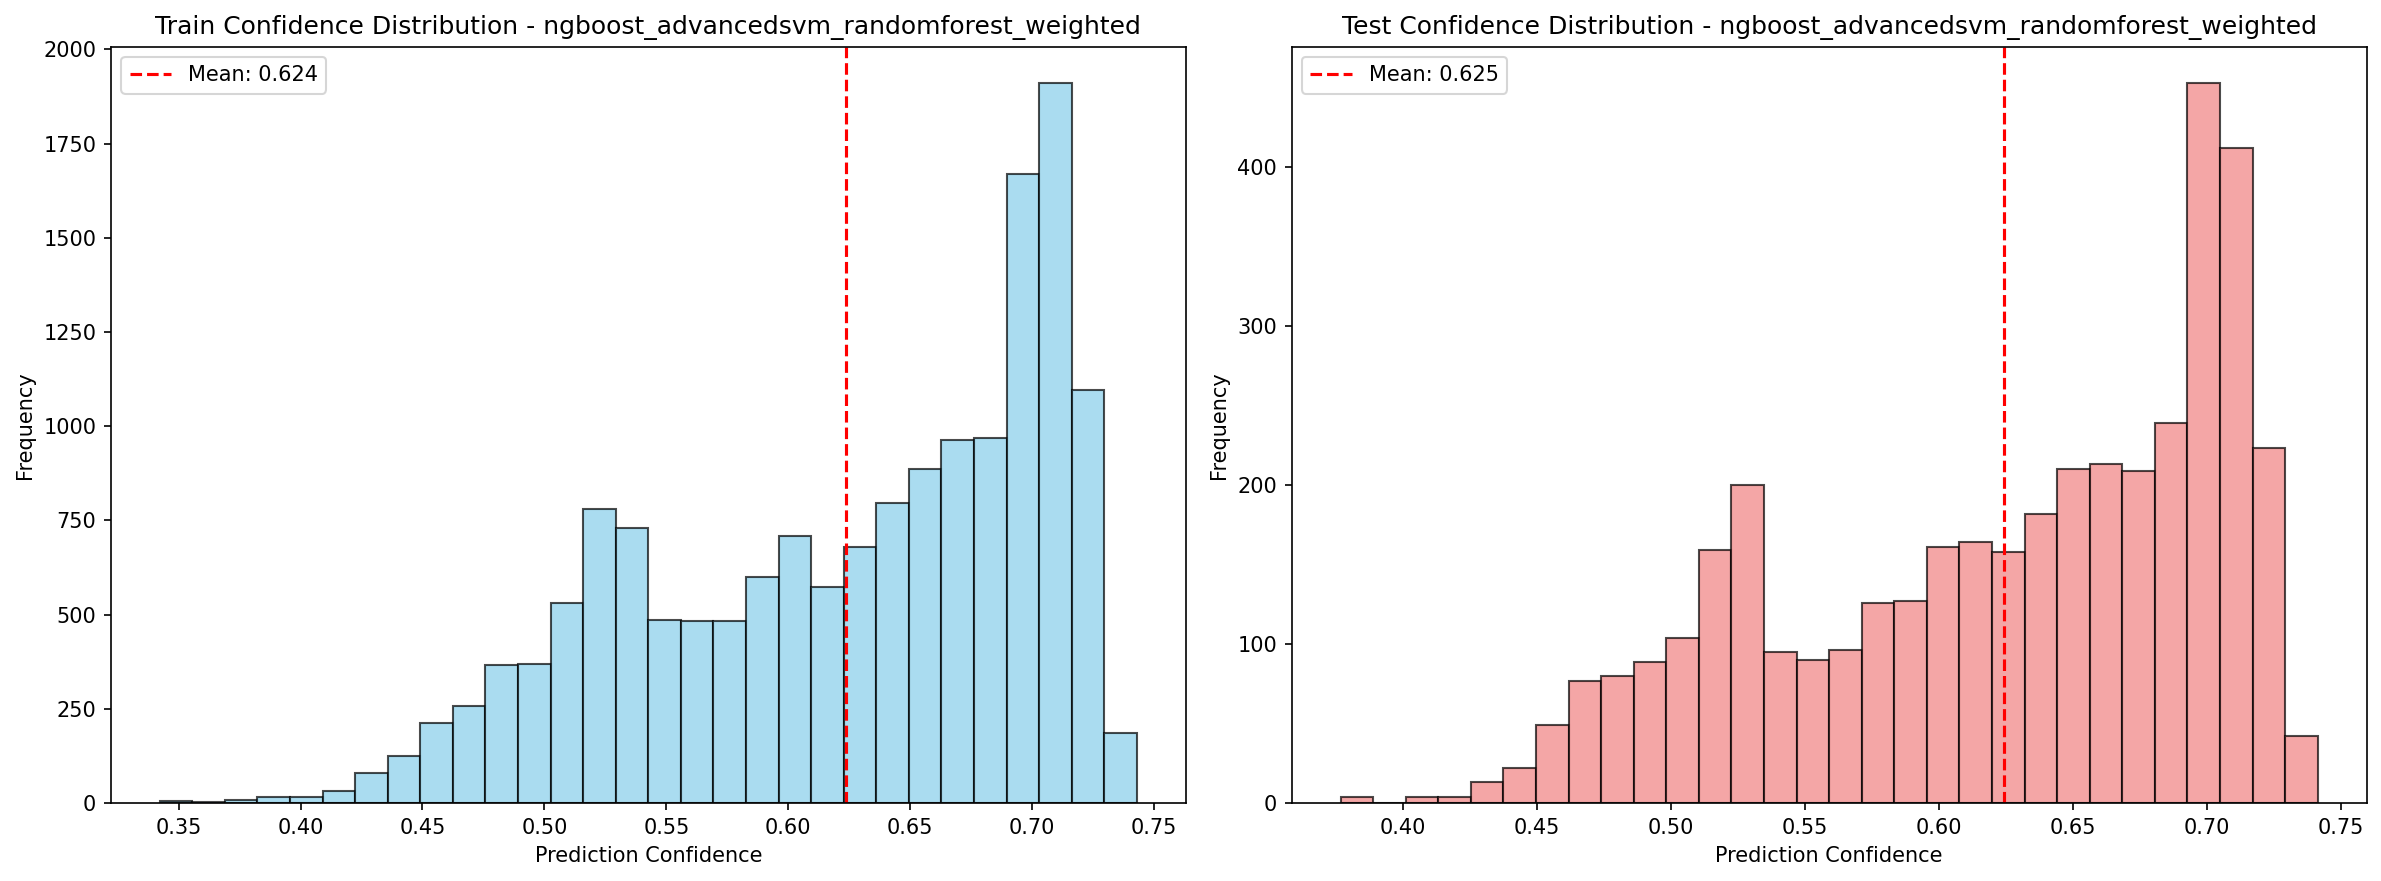 Train Confidence Distribution - ngboost_advancedsvm_randomforest_weighted
Mean: 0.624
2000
1750
1500
1250
1000
750
500
250
0
Frequency
0.35 0.40 0.45 0.50 0.55 0.60 0.65 0.70 0.75
Prediction Confidence
Test Confidence Distribution - ngboost_advancedsvm_randomforest_weighted
Mean: 0.625
400
300
200
100
0
Frequency
0.40 0.45 0.50 0.55 0.60 0.65 0.70 0.75
Prediction Confidence